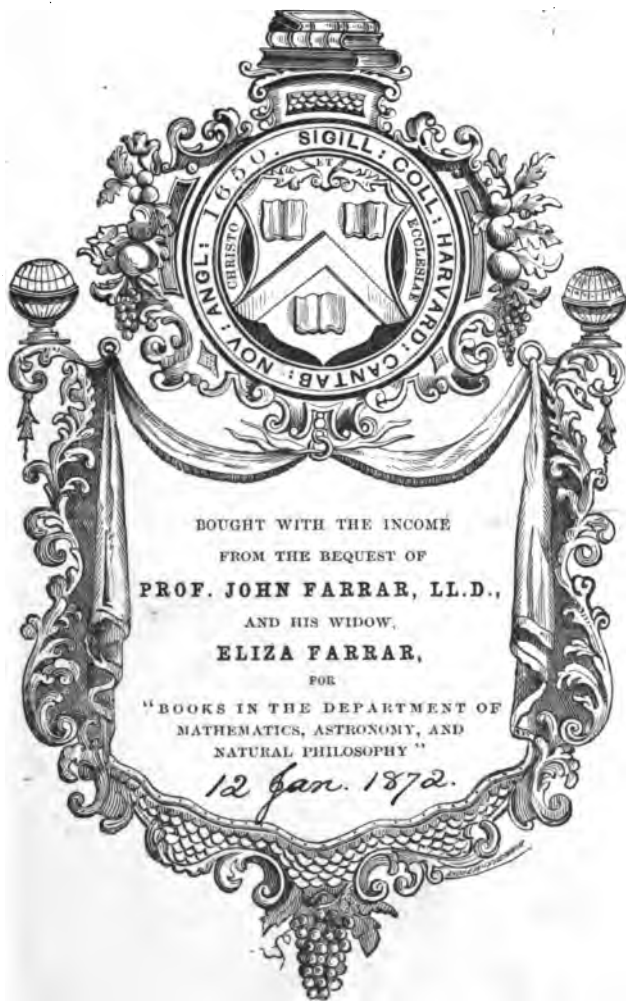 SIGILL: COLL: HARVARD: CANTAB: NOV: ANGL: 1650.
ET
CHRISTO
ECCLESIAE
BOUGHT WITH THE INCOME
FROM THE BEQUEST OF
PROF. JOHN FARRAR, LL.D.,
AND HIS WIDOW,
ELIZA FARRAR,
FOR
"BOOKS IN THE DEPARTMENT OF
MATHEMATICS, ASTRONOMY, AND
NATURAL PHILOSOPHY"
12 Jan. 1872.